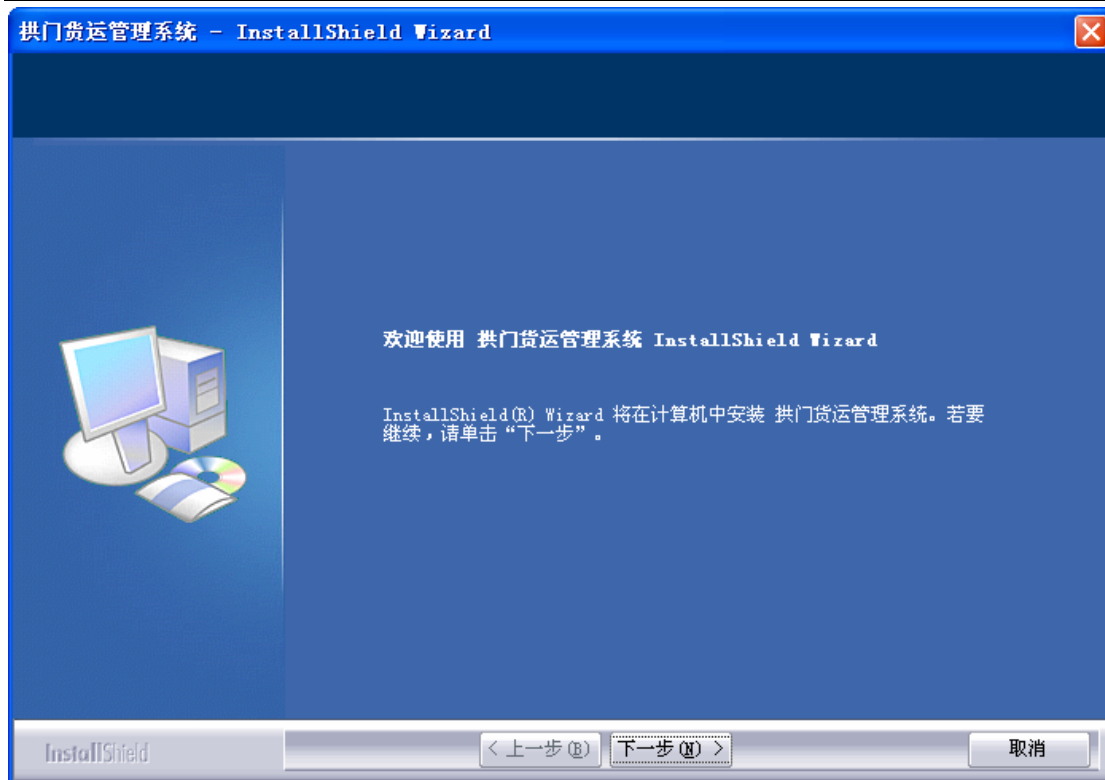 拱门货运管理系统 - InstallShield Wizard
欢迎使用 拱门货运管理系统 InstallShield Wizard
InstallShield(R) Wizard 将在计算机中安装 拱门货运管理系统。若要
继续，请单击“下一步”。
InstallShield
< 上一步(B) 下一步(N) > 取消